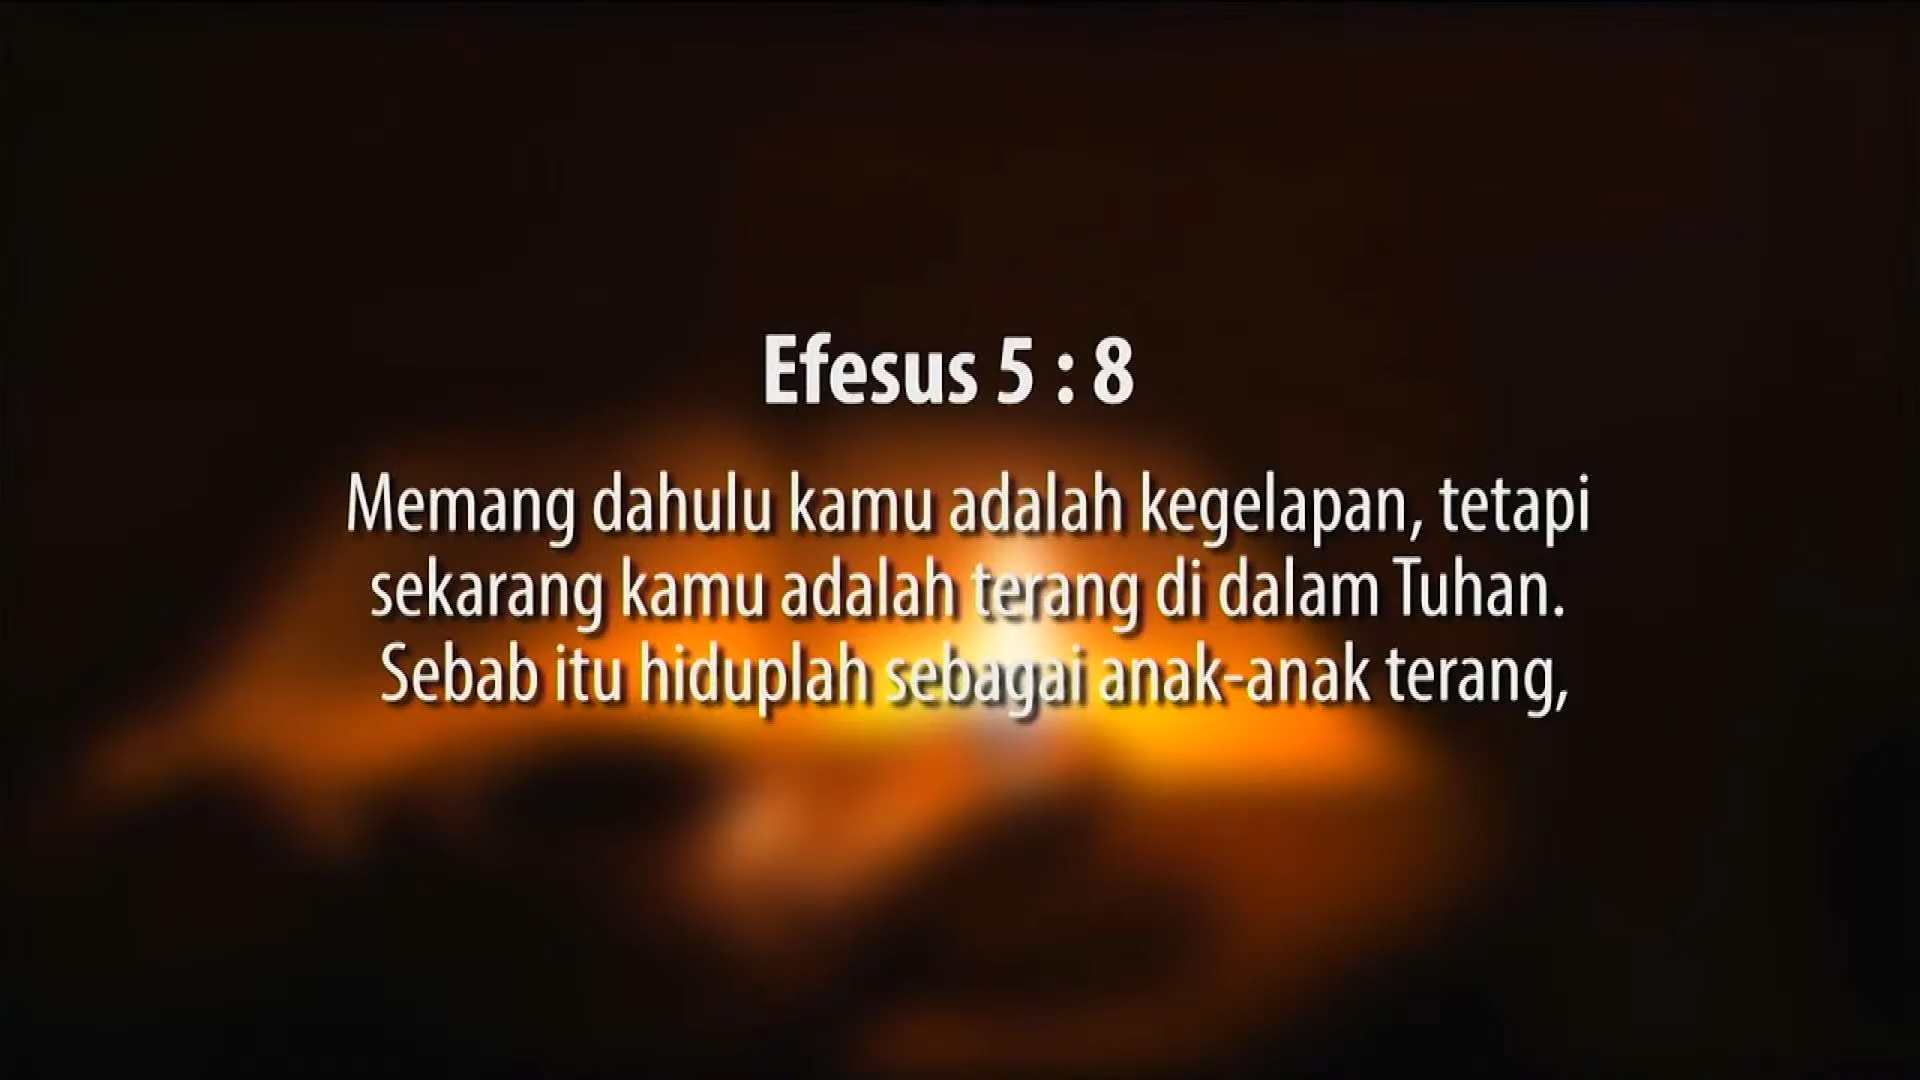 Efesus 5 : 8
Memang dahulu kamu adalah kegelapan, tetapi
sekarang kamu adalah terang di dalam Tuhan.
Sebab itu hiduplah sebagai anak-anak terang,